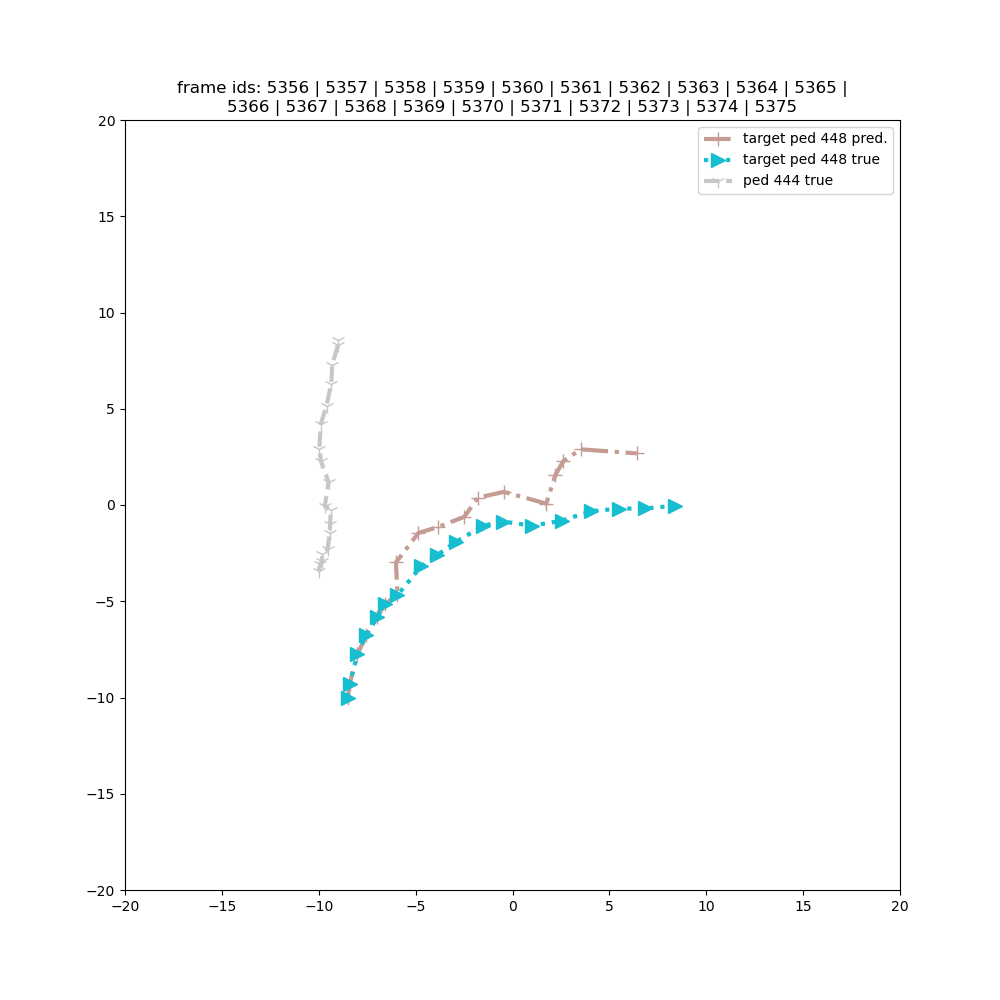 frame ids: 5356 | 5357 | 5358 | 5359 | 5360 | 5361 | 5362 | 5363 | 5364 | 5365 |
5366 | 5367 | 5368 | 5369 | 5370 | 5371 | 5372 | 5373 | 5374 | 5375
target ped 448 pred.
target ped 448 true
ped 444 true
20
15
10
5
0
−5
−10
−15
−20
−20 −15 −10 −5 0 5 10 15 20